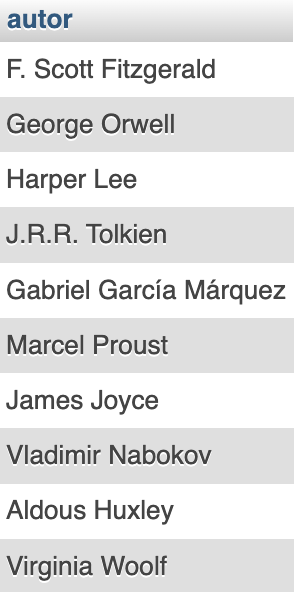 autor
F. Scott Fitzgerald
George Orwell
Harper Lee
J.R.R. Tolkien
Gabriel García Márquez
Marcel Proust
James Joyce
Vladimir Nabokov
Aldous Huxley
Virginia Woolf